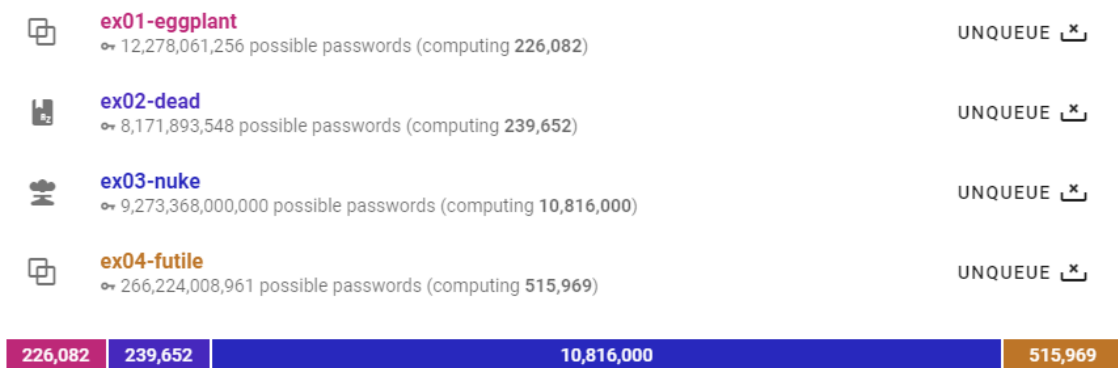 ex01-eggplant
12,278,061,256 possible passwords (computing 226,082)
UNQUEUE
ex02-dead
8,171,893,548 possible passwords (computing 239,652)
UNQUEUE
ex03-nuke
9,273,368,000,000 possible passwords (computing 10,816,000)
UNQUEUE
ex04-futile
266,224,008,961 possible passwords (computing 515,969)
UNQUEUE
226,082 239,652 10,816,000 515,969